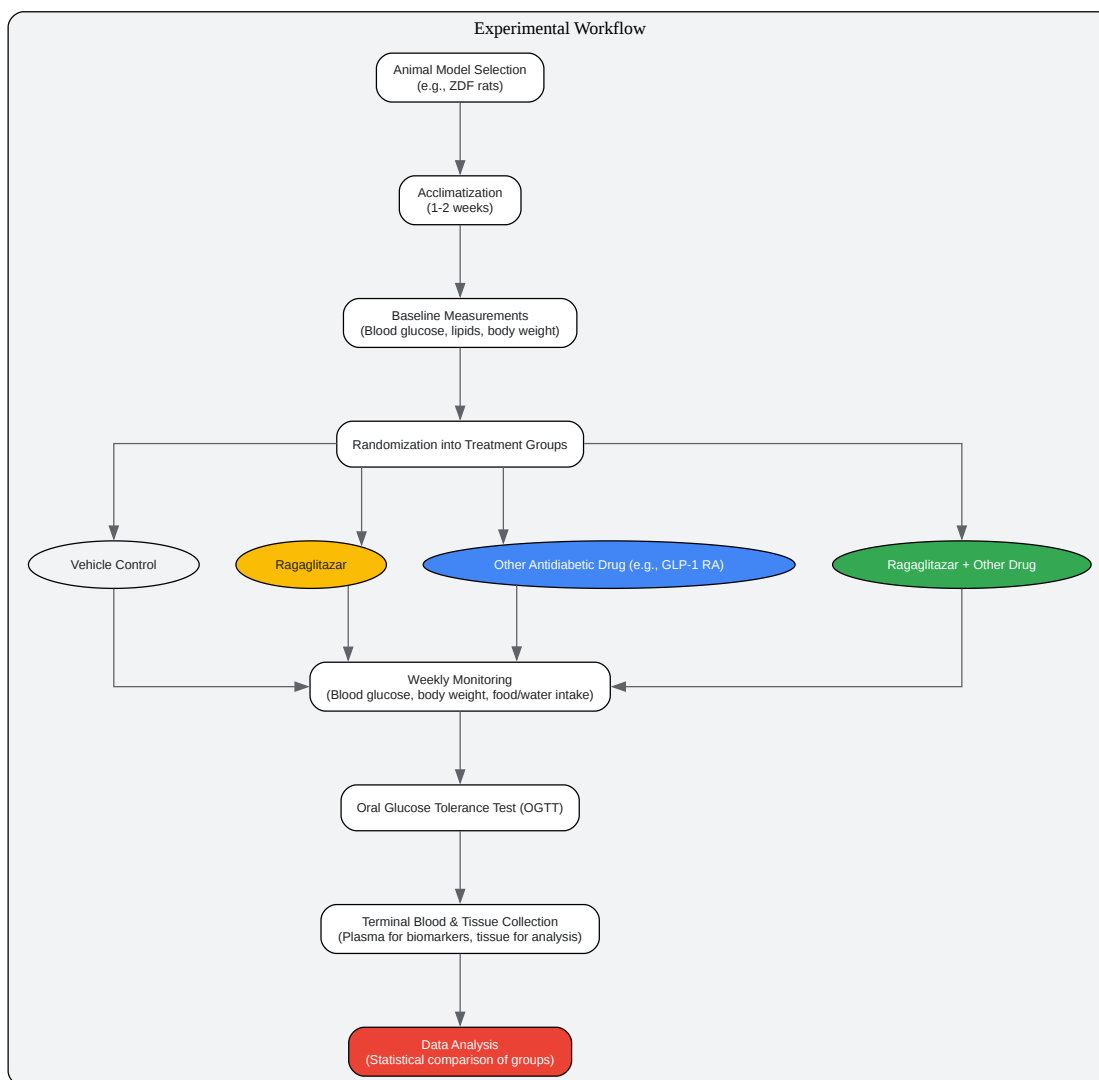 Experimental Workflow
Animal Model Selection
(e.g., ZDF rats)
Acclimatization
(1-2 weeks)
Baseline Measurements
(Blood glucose, lipids, body weight)
Randomization into Treatment Groups
Vehicle Control
Ragaglitazar
Other Antidiabetic Drug (e.g., GLP-1 RA)
Ragaglitazar + Other Drug
Weekly Monitoring
(Blood glucose, body weight, food/water intake)
Oral Glucose Tolerance Test (OGTT)
Terminal Blood & Tissue Collection
(Plasma for biomarkers, tissue for analysis)
Data Analysis
(Statistical comparison of groups)